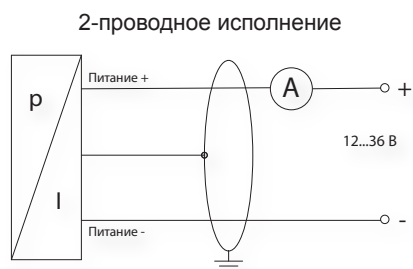 2-проводное исполнение
Питание +
p
A
+
12...36 В
I
Питание -
-